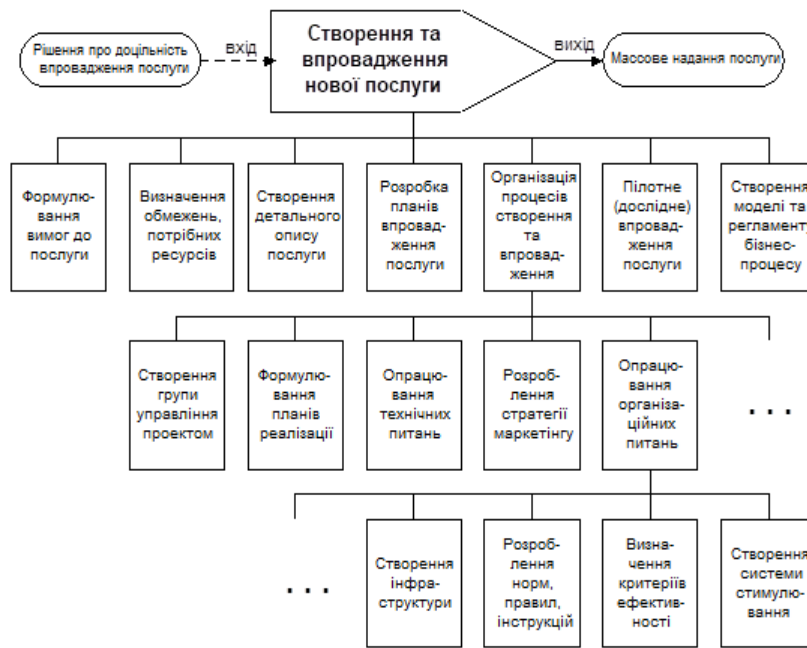 Рішення про доцільність
впровадження послуги
вхід
Створення та
впровадження
нової послуги
вихід
Массове надання послуги
Формулю-
вання
вимог до
послуги
Визначення
обмежень,
потрібних
ресурсів
Створення
детального
опису
послуги
Розробка
планів
впровад-
ження
послуги
Організація
процесів
створення
та
впровад-
ження
Пілотне
(дослідне)
впровад-
ження
послуги
Створення
моделі та
регламенту
бізнес-
процесу
Створення
групи
управління
проектом
Формулю-
вання
планів
реалізації
Опрацю-
вання
технічних
питань
Розроб-
лення
стратегії
маркетінгу
Опрацю-
вання
організа-
ційних
питань
. . .
. . .
Створення
інфра-
структури
Розроб-
лення
норм,
правил,
інструкцій
Визна-
чення
критеріїв
ефектив-
ності
Створення
системи
стимулю-
вання